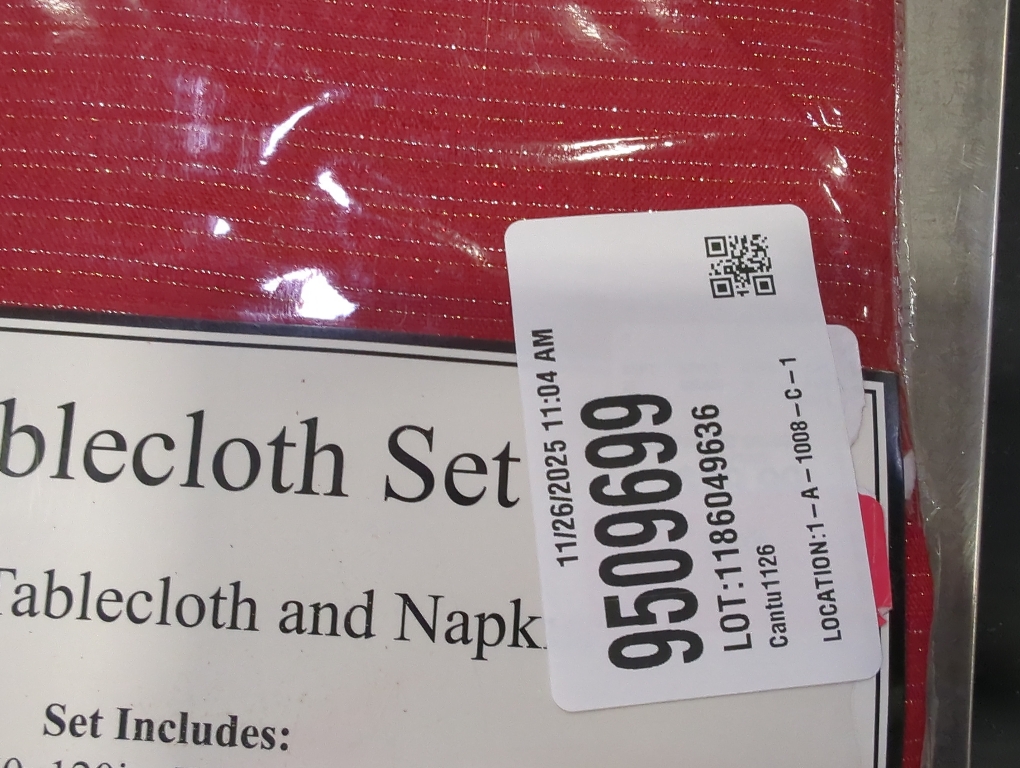 blecloth Set
Tablecloth and Napk
Set Includes:
11/26/2025 11:04 AM
9509699
LOT:1186049636
Cantu1126
LOCATION:1-A-1008-C-1